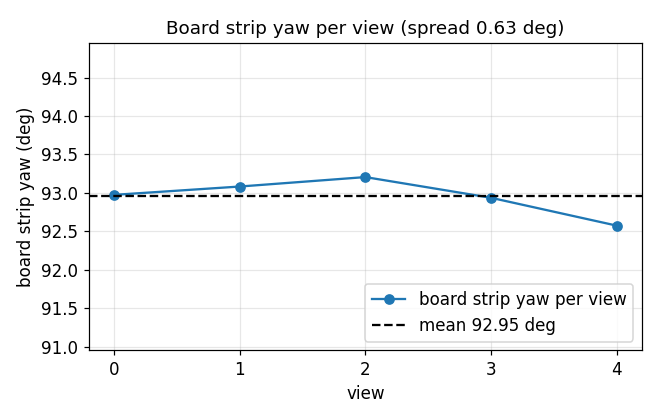 Board strip yaw per view (spread 0.63 deg)
board strip yaw (deg)
94.5
94.0
93.5
93.0
92.5
92.0
91.5
91.0
board strip yaw per view
mean 92.95 deg
0 1 2 3 4
view